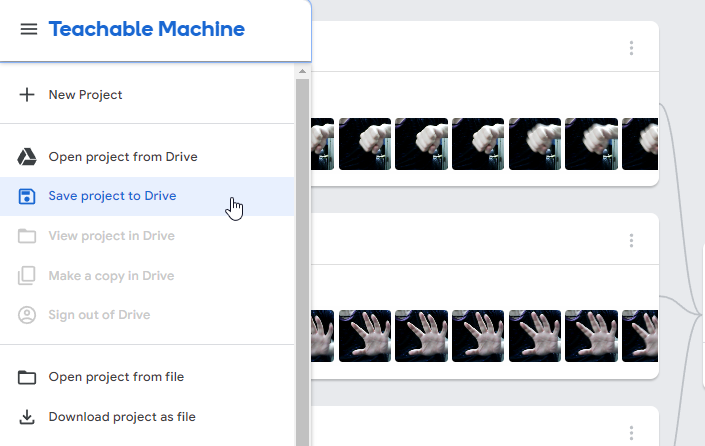 Teachable Machine
New Project
Open project from Drive
Save project to Drive
View project in Drive
Make a copy in Drive
Sign out of Drive
Open project from file
Download project as file